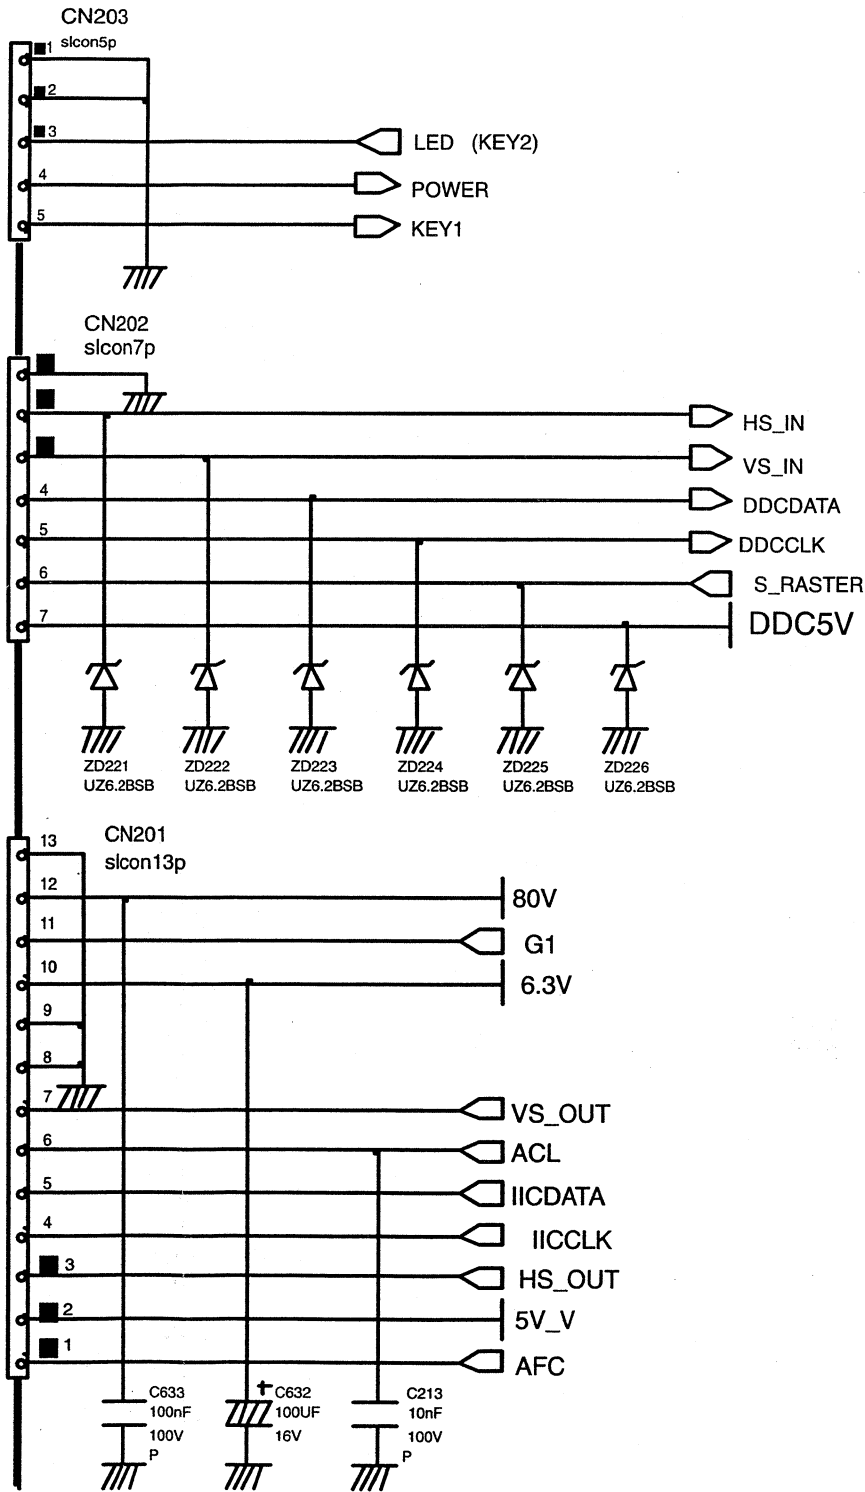 CN203
slcon5p
1
2
3
LED (KEY2)
4
POWER
5
KEY1
CN202
slcon7p
HS_IN
VS_IN
4
DDCDATA
5
DDCCLK
6
S_RASTER
7
DDC5V
ZD221
UZ6.2BSB
ZD222
UZ6.2BSB
ZD223
UZ6.2BSB
ZD224
UZ6.2BSB
ZD225
UZ6.2BSB
ZD226
UZ6.2BSB
CN201
slcon13p
13
12
80V
11
G1
10
6.3V
9
8
7
VS_OUT
6
ACL
5
IICDATA
4
IICCLK
3
HS_OUT
2
5V_V
1
AFC
C633
100nF
100V
P
+
C632
100UF
16V
C213
10nF
100V
P